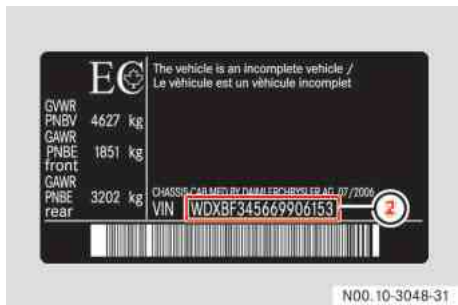 EC
The vehicle is an incomplete vehicle /
Le vèhicule est un vèhicule incomplet
GVWR
PNBV 4627 kg
GAWR
PNBE 1851 kg
front
GAWR
PNBE 3202 kg
rear
CHASSIS-CAB MFD BY DAIMLERCHRYSLER AG, 07/2006
VIN WDXBF345669906153
2
N00.10-3048-31